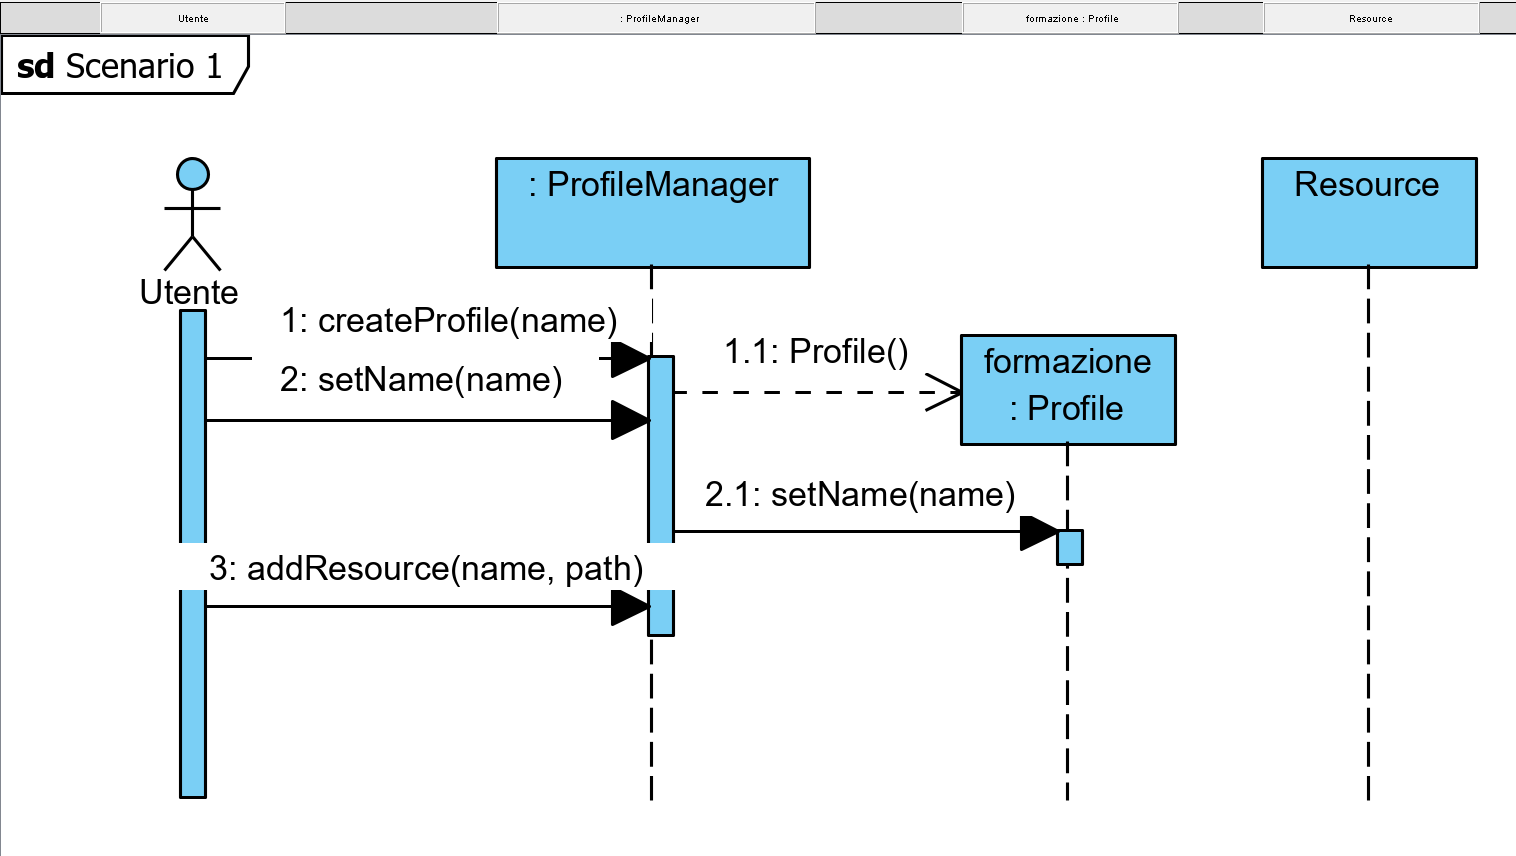 Utente
: ProfileManager
formazione : Profile
Resource
sd Scenario 1
: ProfileManager
Resource
Utente
1: createProfile(name)
1.1: Profile()
formazione
: Profile
2: setName(name)
2.1: setName(name)
3: addResource(name, path)